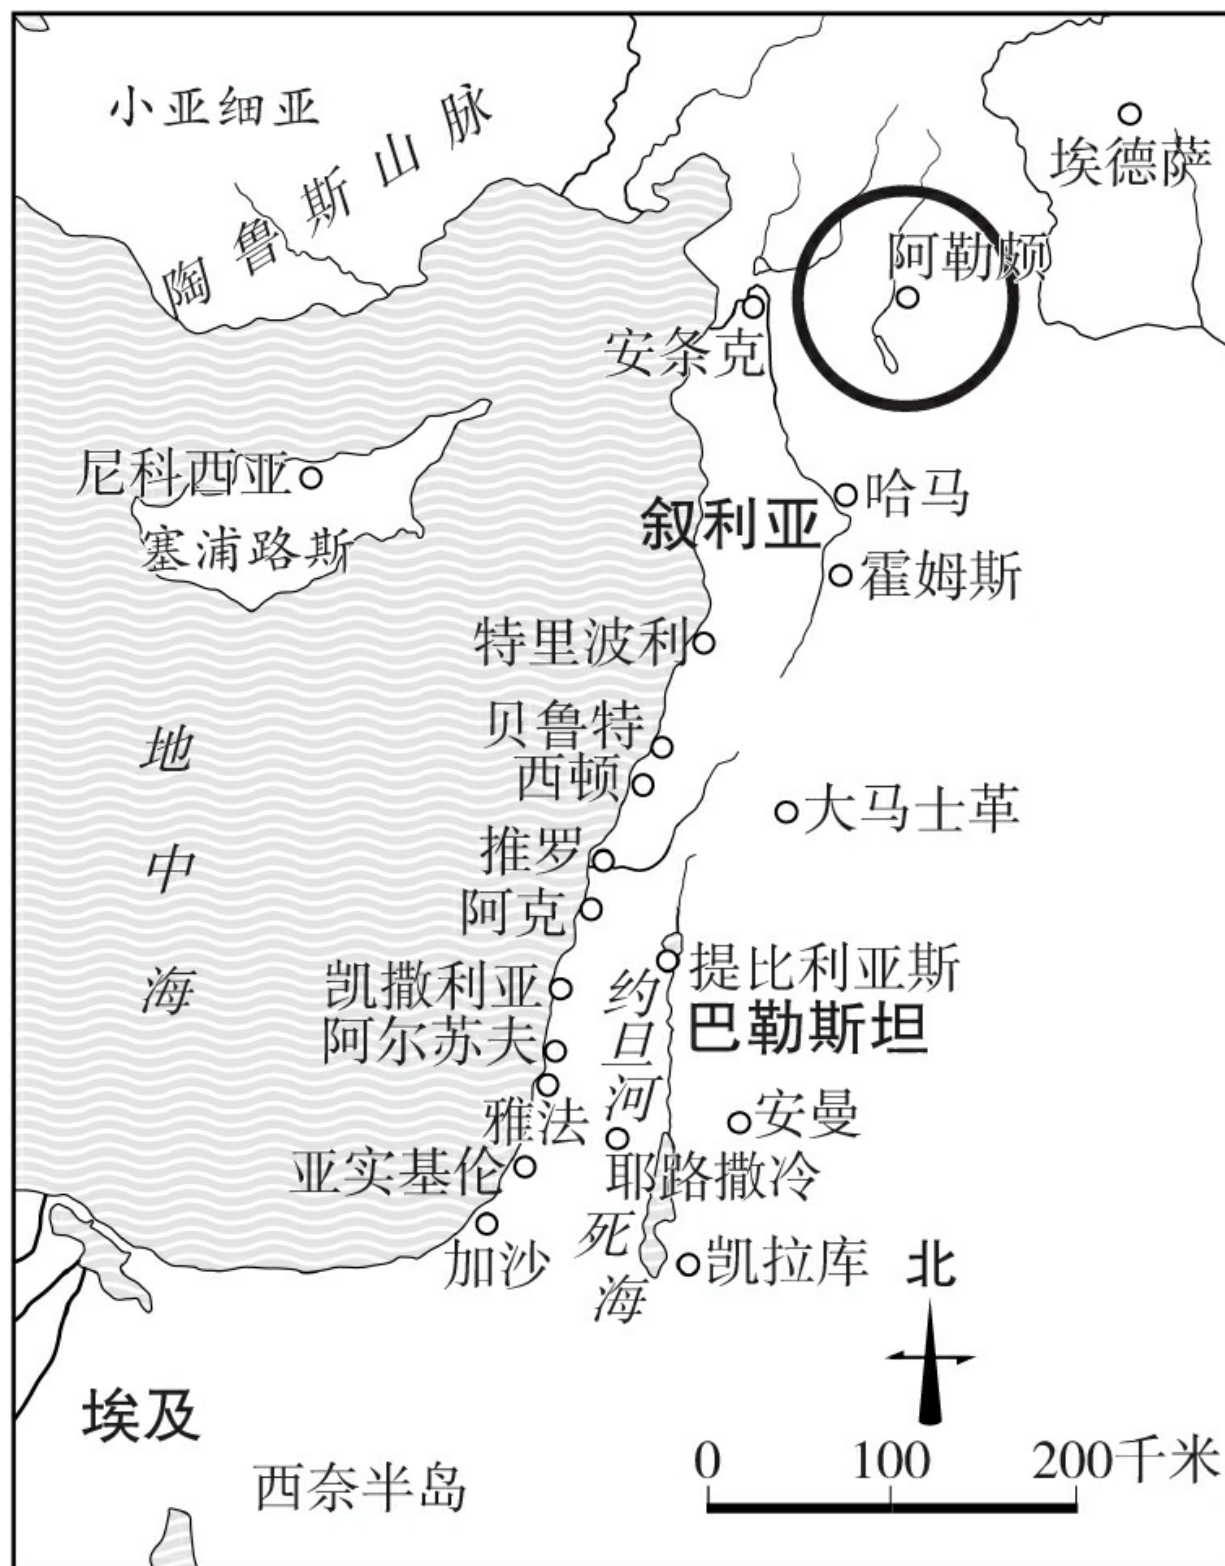 小亚细亚
陶鲁斯山脉
埃德萨
阿勒颇
安条克
尼科西亚
塞浦路斯
哈马
叙利亚
霍姆斯
特里波利
贝鲁特
西顿
大马士革
推罗
阿克
地中海
提比利亚斯
凯撒利亚
约旦河
巴勒斯坦
阿尔苏夫
雅法
安曼
亚实基伦
耶路撒冷
死海
加沙
凯拉库
北
埃及
西奈半岛
0 100 200千米